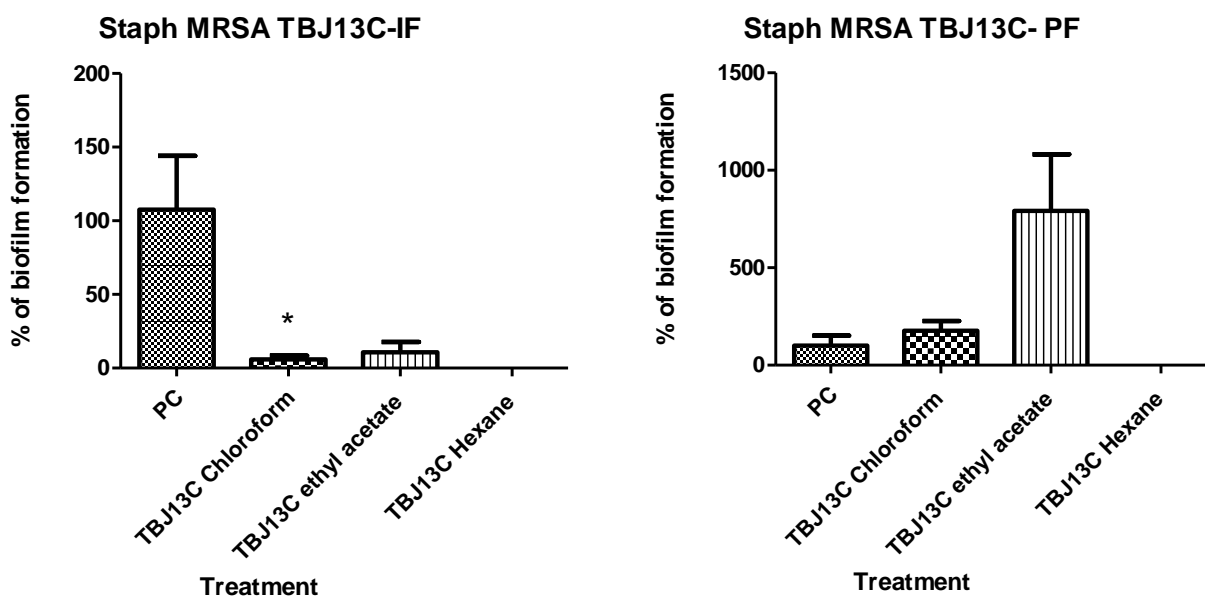 Staph MRSA TBJ13C-IF
% of biofilm formation
200
150
100
50
0
*
PC
TBJ13C Chloroform
TBJ13C ethyl acetate
TBJ13C Hexane
Treatment
Staph MRSA TBJ13C- PF
% of biofilm formation
1500
1000
500
0
PC
TBJ13C Chloroform
TBJ13C ethyl acetate
TBJ13C Hexane
Treatment